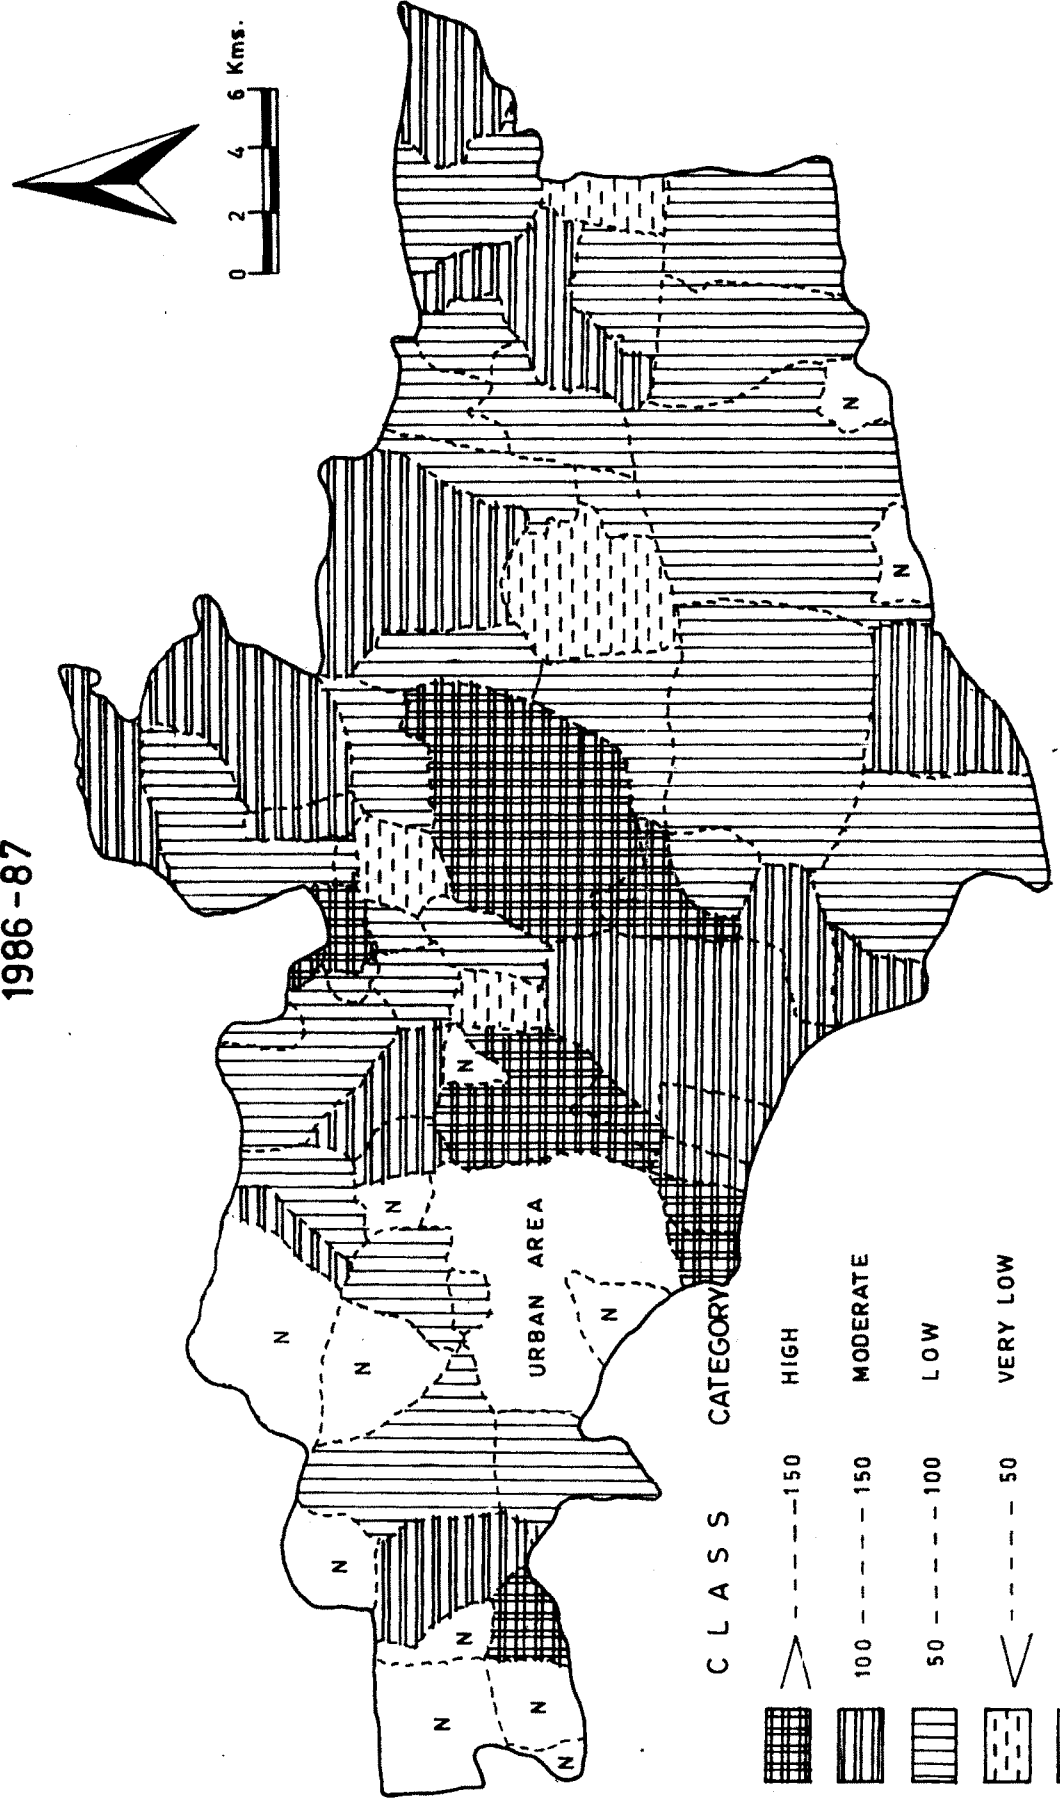 1986-87
0 2 4 6 Kms.
N
N
N
N
N
N
N
N
N
N
N
N
URBAN AREA
C L A S S CATEGORY
> --- 150 HIGH
100 --- 150 MODERATE
50 --- 100 LOW
< --- 50 VERY LOW